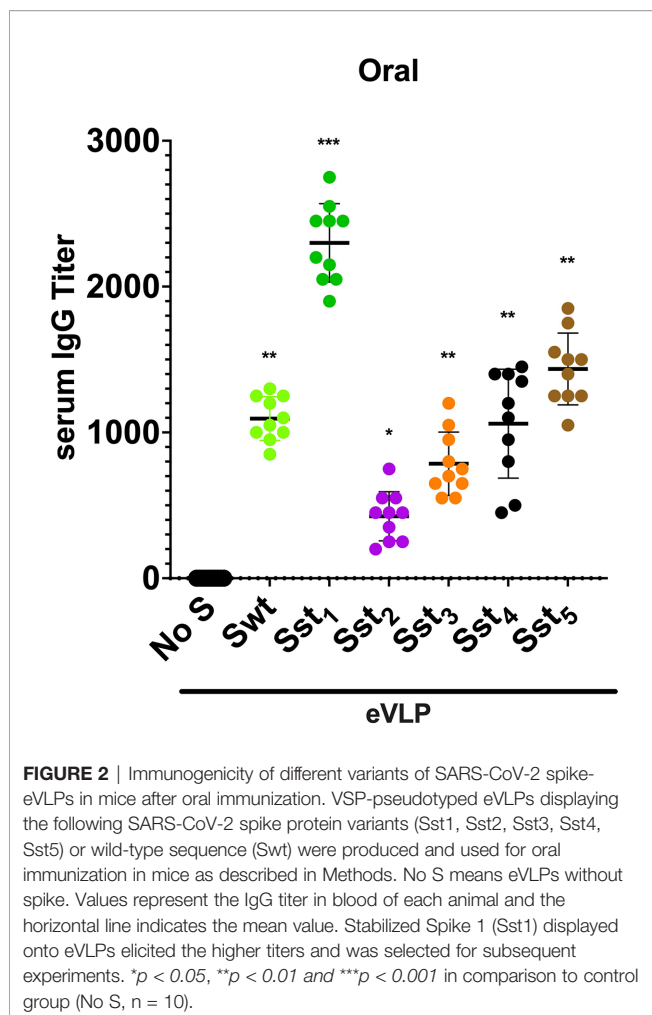 Oral
serum IgG Titer
3000
2000
1000
0
***
**
*
**
**
**
No S
Swt
Sst1
Sst2
Sst3
Sst4
Sst5
eVLP
FIGURE 2 | Immunogenicity of different variants of SARS-CoV-2 spike-
eVLPs in mice after oral immunization. VSP-pseudotyped eVLPs displaying
the following SARS-CoV-2 spike protein variants (Sst1, Sst2, Sst3, Sst4,
Sst5) or wild-type sequence (Swt) were produced and used for oral
immunization in mice as described in Methods. No S means eVLPs without
spike. Values represent the IgG titer in blood of each animal and the
horizontal line indicates the mean value. Stabilized Spike 1 (Sst1) displayed
onto eVLPs elicited the higher titers and was selected for subsequent
experiments. *p < 0.05, **p < 0.01 and ***p < 0.001 in comparison to control
group (No S, n = 10).